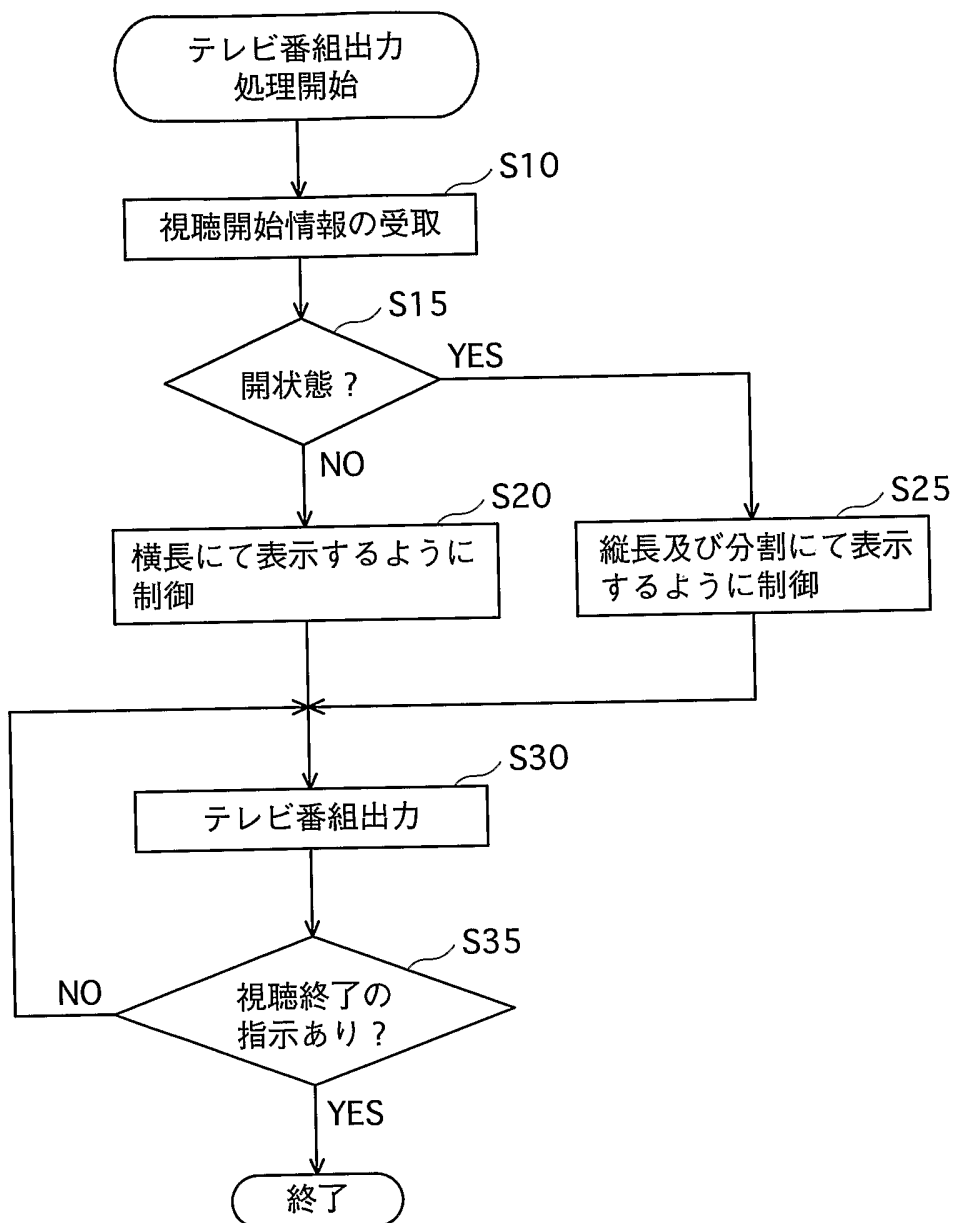 テレビ番組出力
処理開始
S10
視聴開始情報の受取
S15
開状態？
YES
NO
S20
横長にて表示するように
制御
S25
縦長及び分割にて表示
するように制御
S30
テレビ番組出力
S35
視聴終了の
指示あり？
NO
YES
終了